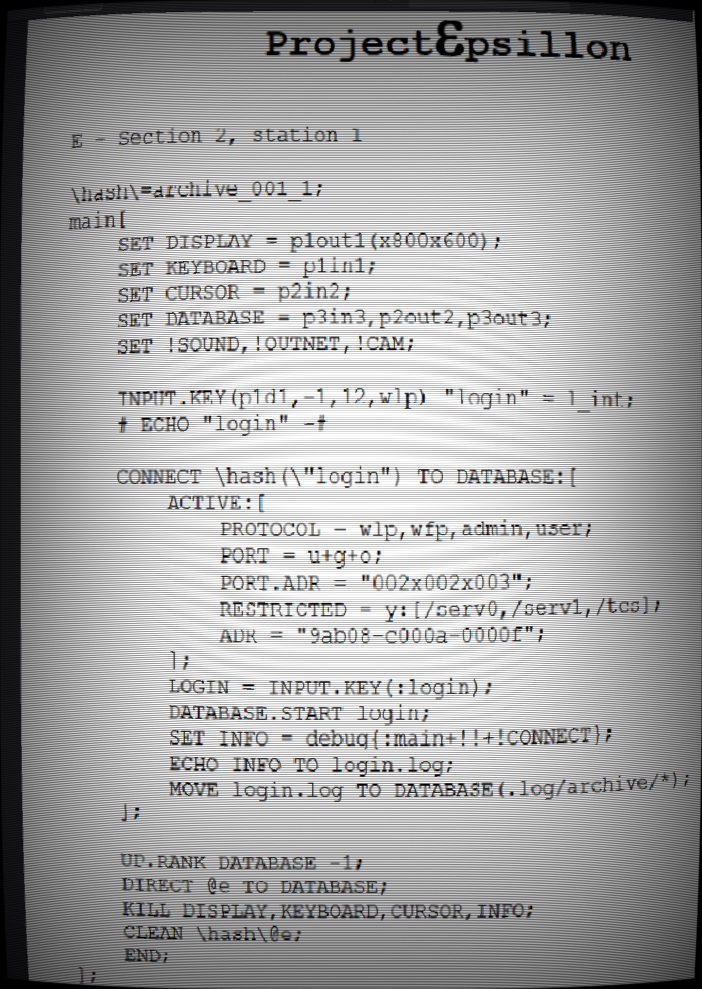 ProjectƐpsillon
E - Section 2, station 1
\hash\=archive_001_1;
main[
SET DISPLAY = p1out1(x800x600);
SET KEYBOARD = p1in1;
SET CURSOR = p2in2;
SET DATABASE = p3in3,p2out2,p3out3;
SET !SOUND,!OUTNET,!CAM;
INPUT.KEY(p1d1,-1,12,wlp) "login" = l_int;
# ECHO "login" -#
CONNECT \hash(\"login") TO DATABASE:[
ACTIVE:[
PROTOCOL - wlp,wfp,admin,user;
PORT = u+g+o;
PORT.ADR = "002x002x003";
RESTRICTED = y:[/serv0,/serv1,/tcs];
ADR = "9ab08-c000a-0000f";
];
LOGIN = INPUT.KEY(:login);
DATABASE.START login;
SET INFO = debug{:main+!!+!CONNECT};
ECHO INFO TO login.log;
MOVE login.log TO DATABASE(.log/archive/*);
];
UP.RANK DATABASE -1;
DIRECT @e TO DATABASE;
KILL DISPLAY,KEYBOARD,CURSOR,INFO;
CLEAN \hash\@e;
END;
];